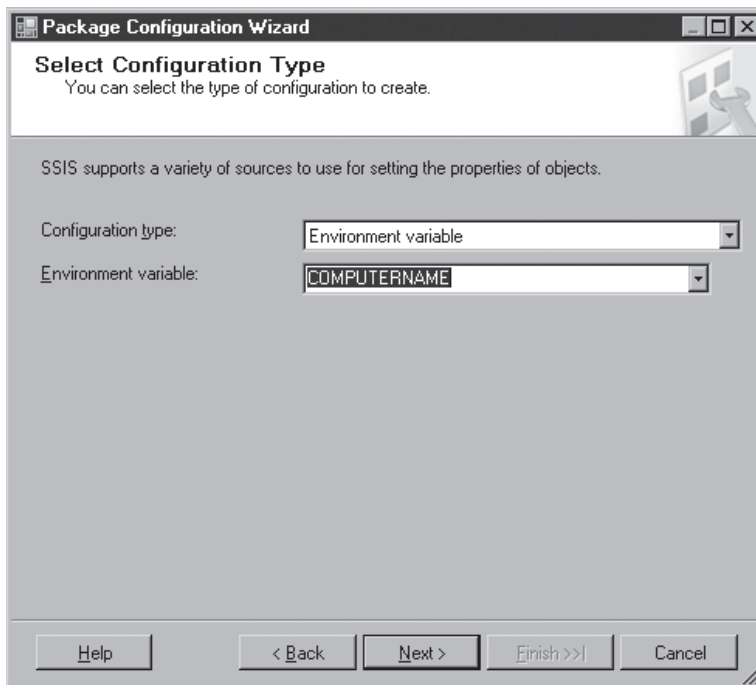 Package Configuration Wizard
Select Configuration Type
You can select the type of configuration to create.
SSIS supports a variety of sources to use for setting the properties of objects.
Configuration type:
Environment variable
Environment variable:
COMPUTERNAME
Help
< Back
Next >
Finish >>|
Cancel